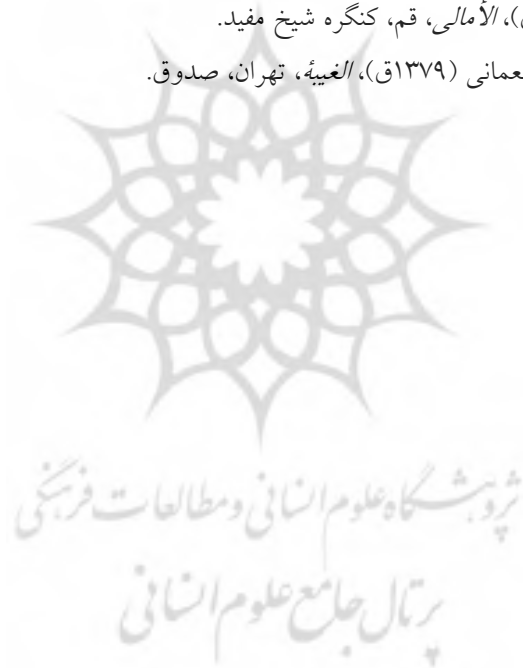 )، الأمالی، قم، کنگره شیخ مفید.
عمانی (۱۳۷۹ق)، الغیبة، تهران، صدوق.
پژوهشگاه علوم انسانی و مطالعات فرهنگی
پرتال جامع علوم انسانی